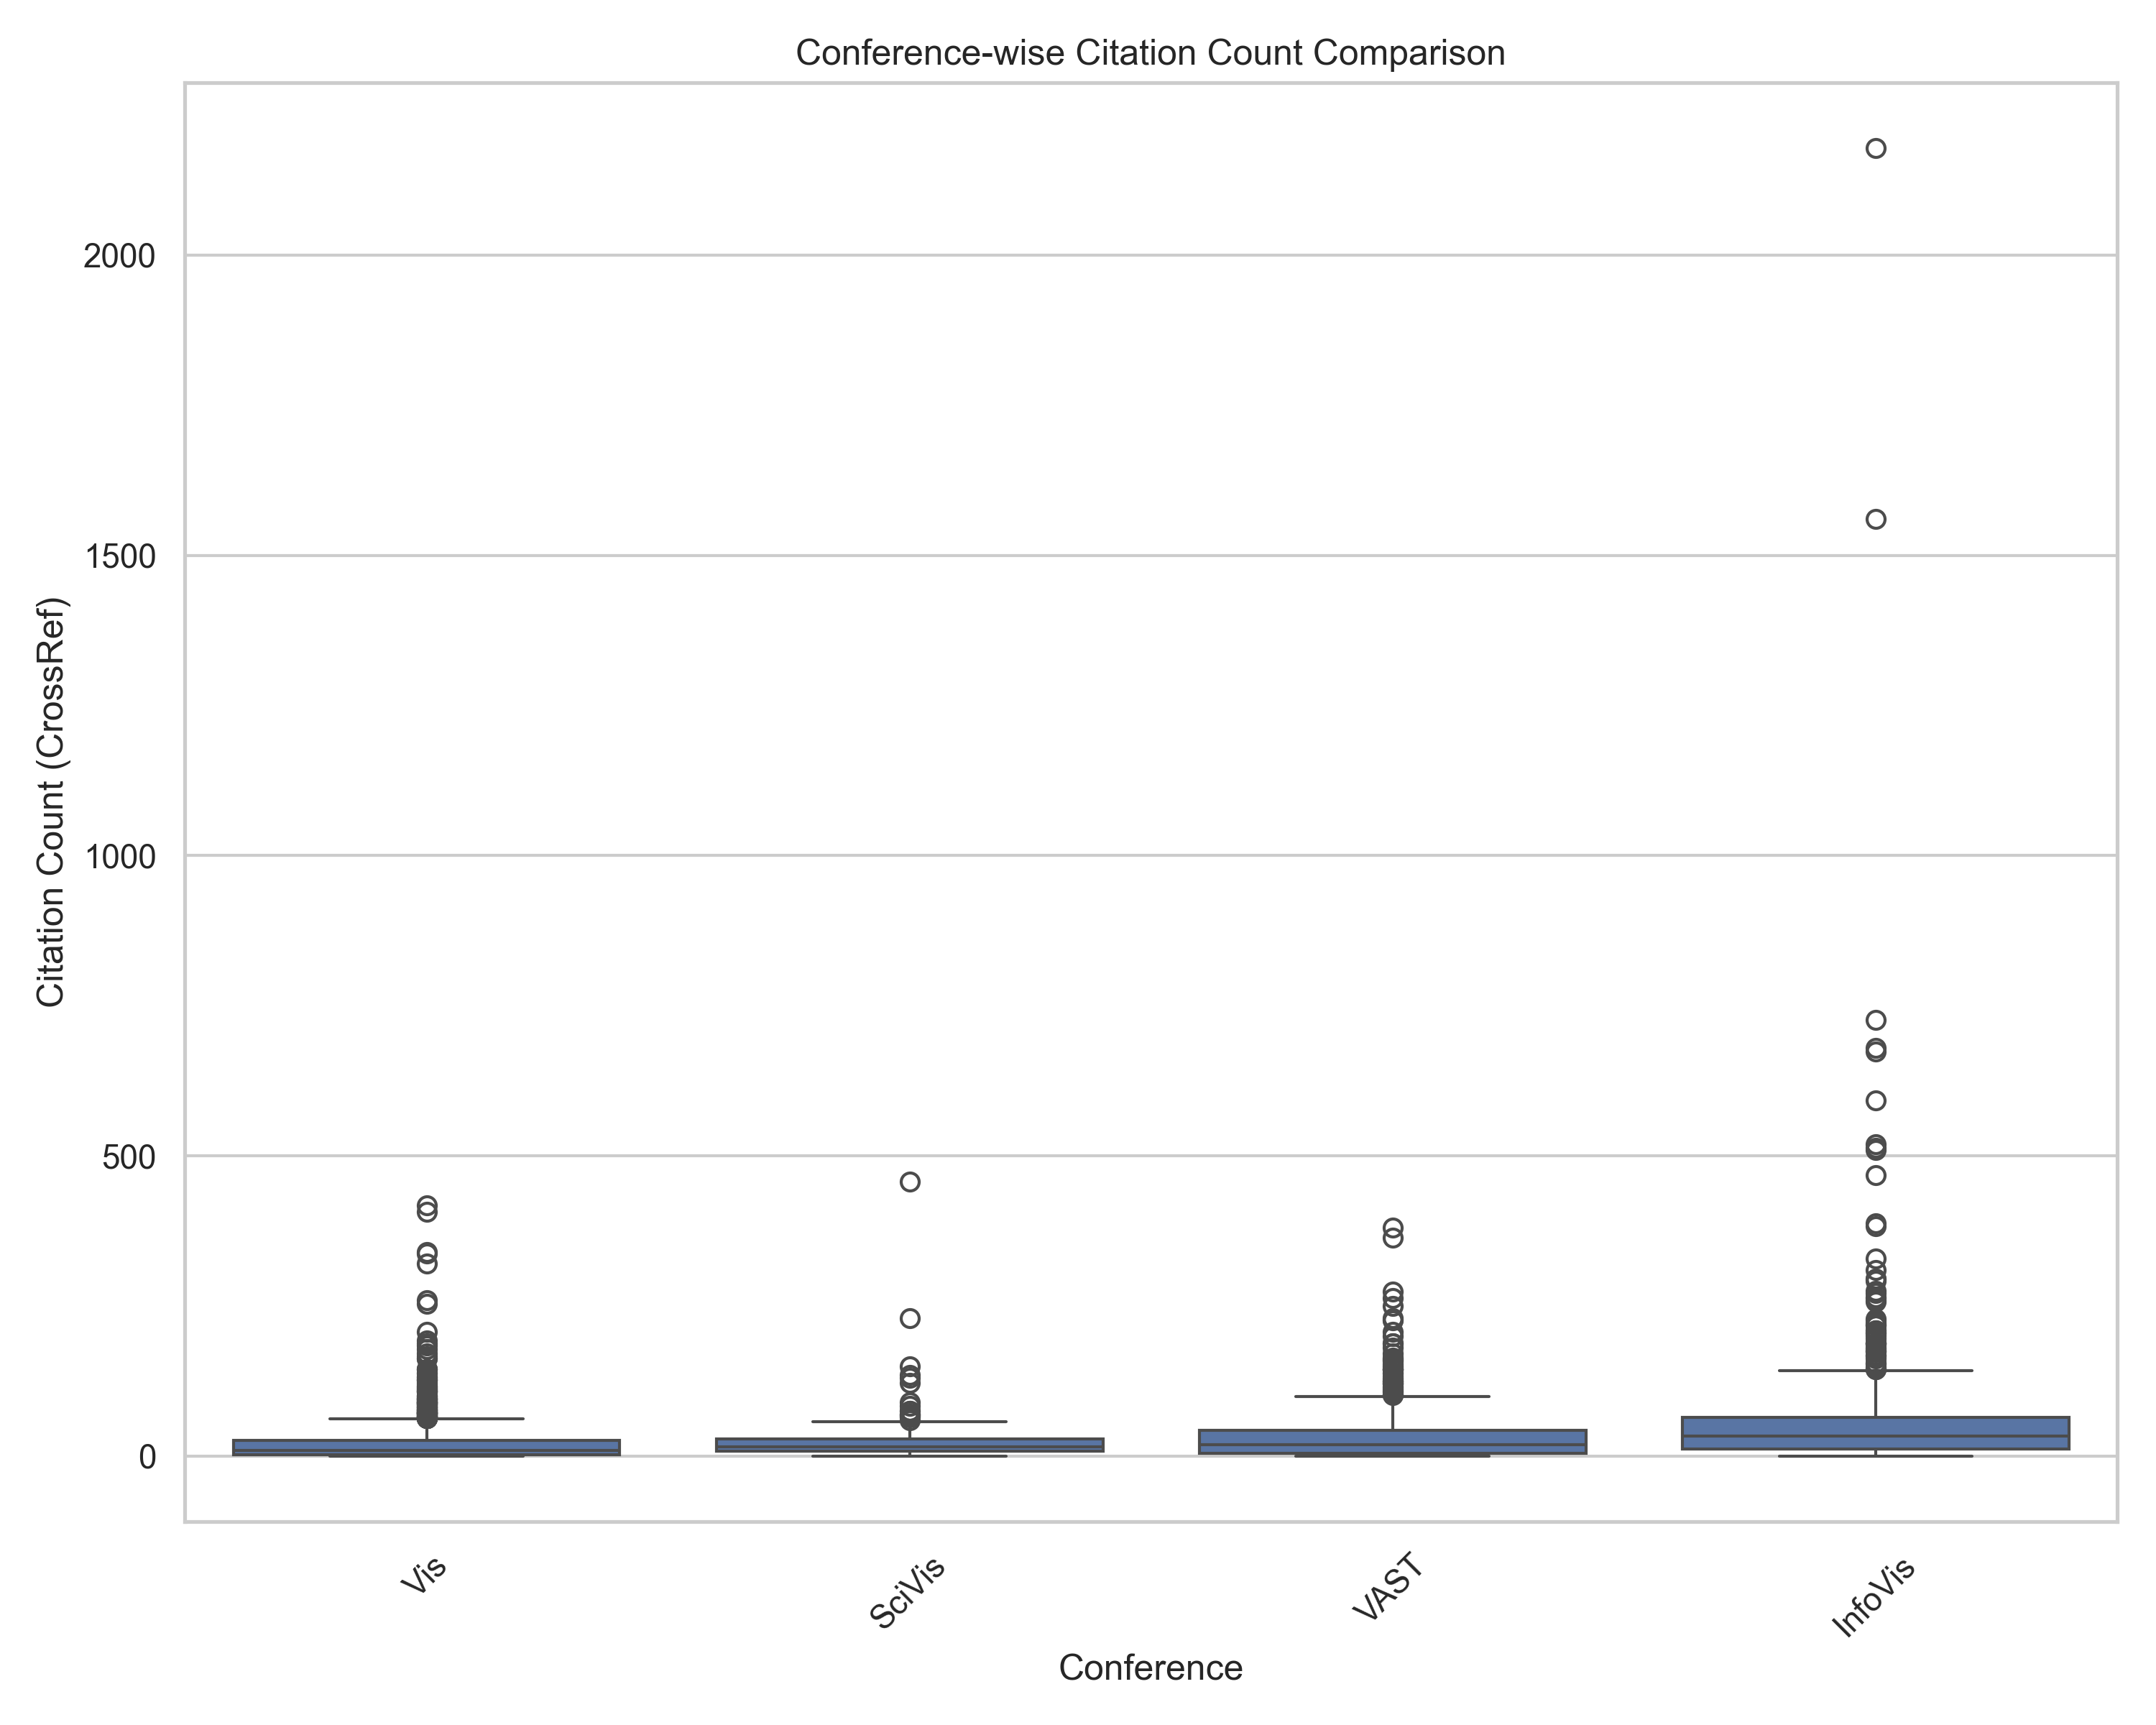 Conference-wise Citation Count Comparison
Citation Count (CrossRef)
2000
1500
1000
500
0
Vis
SciVis
VAST
InfoVis
Conference